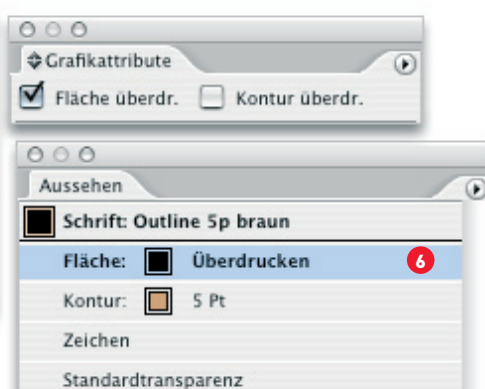 Grafikattribute
Fläche überdr. Kontur überdr.
Aussehen
Schrift: Outline 5p braun
Fläche: Überdrucken 6
Kontur: 5 Pt
Zeichen
Standardtransparenz